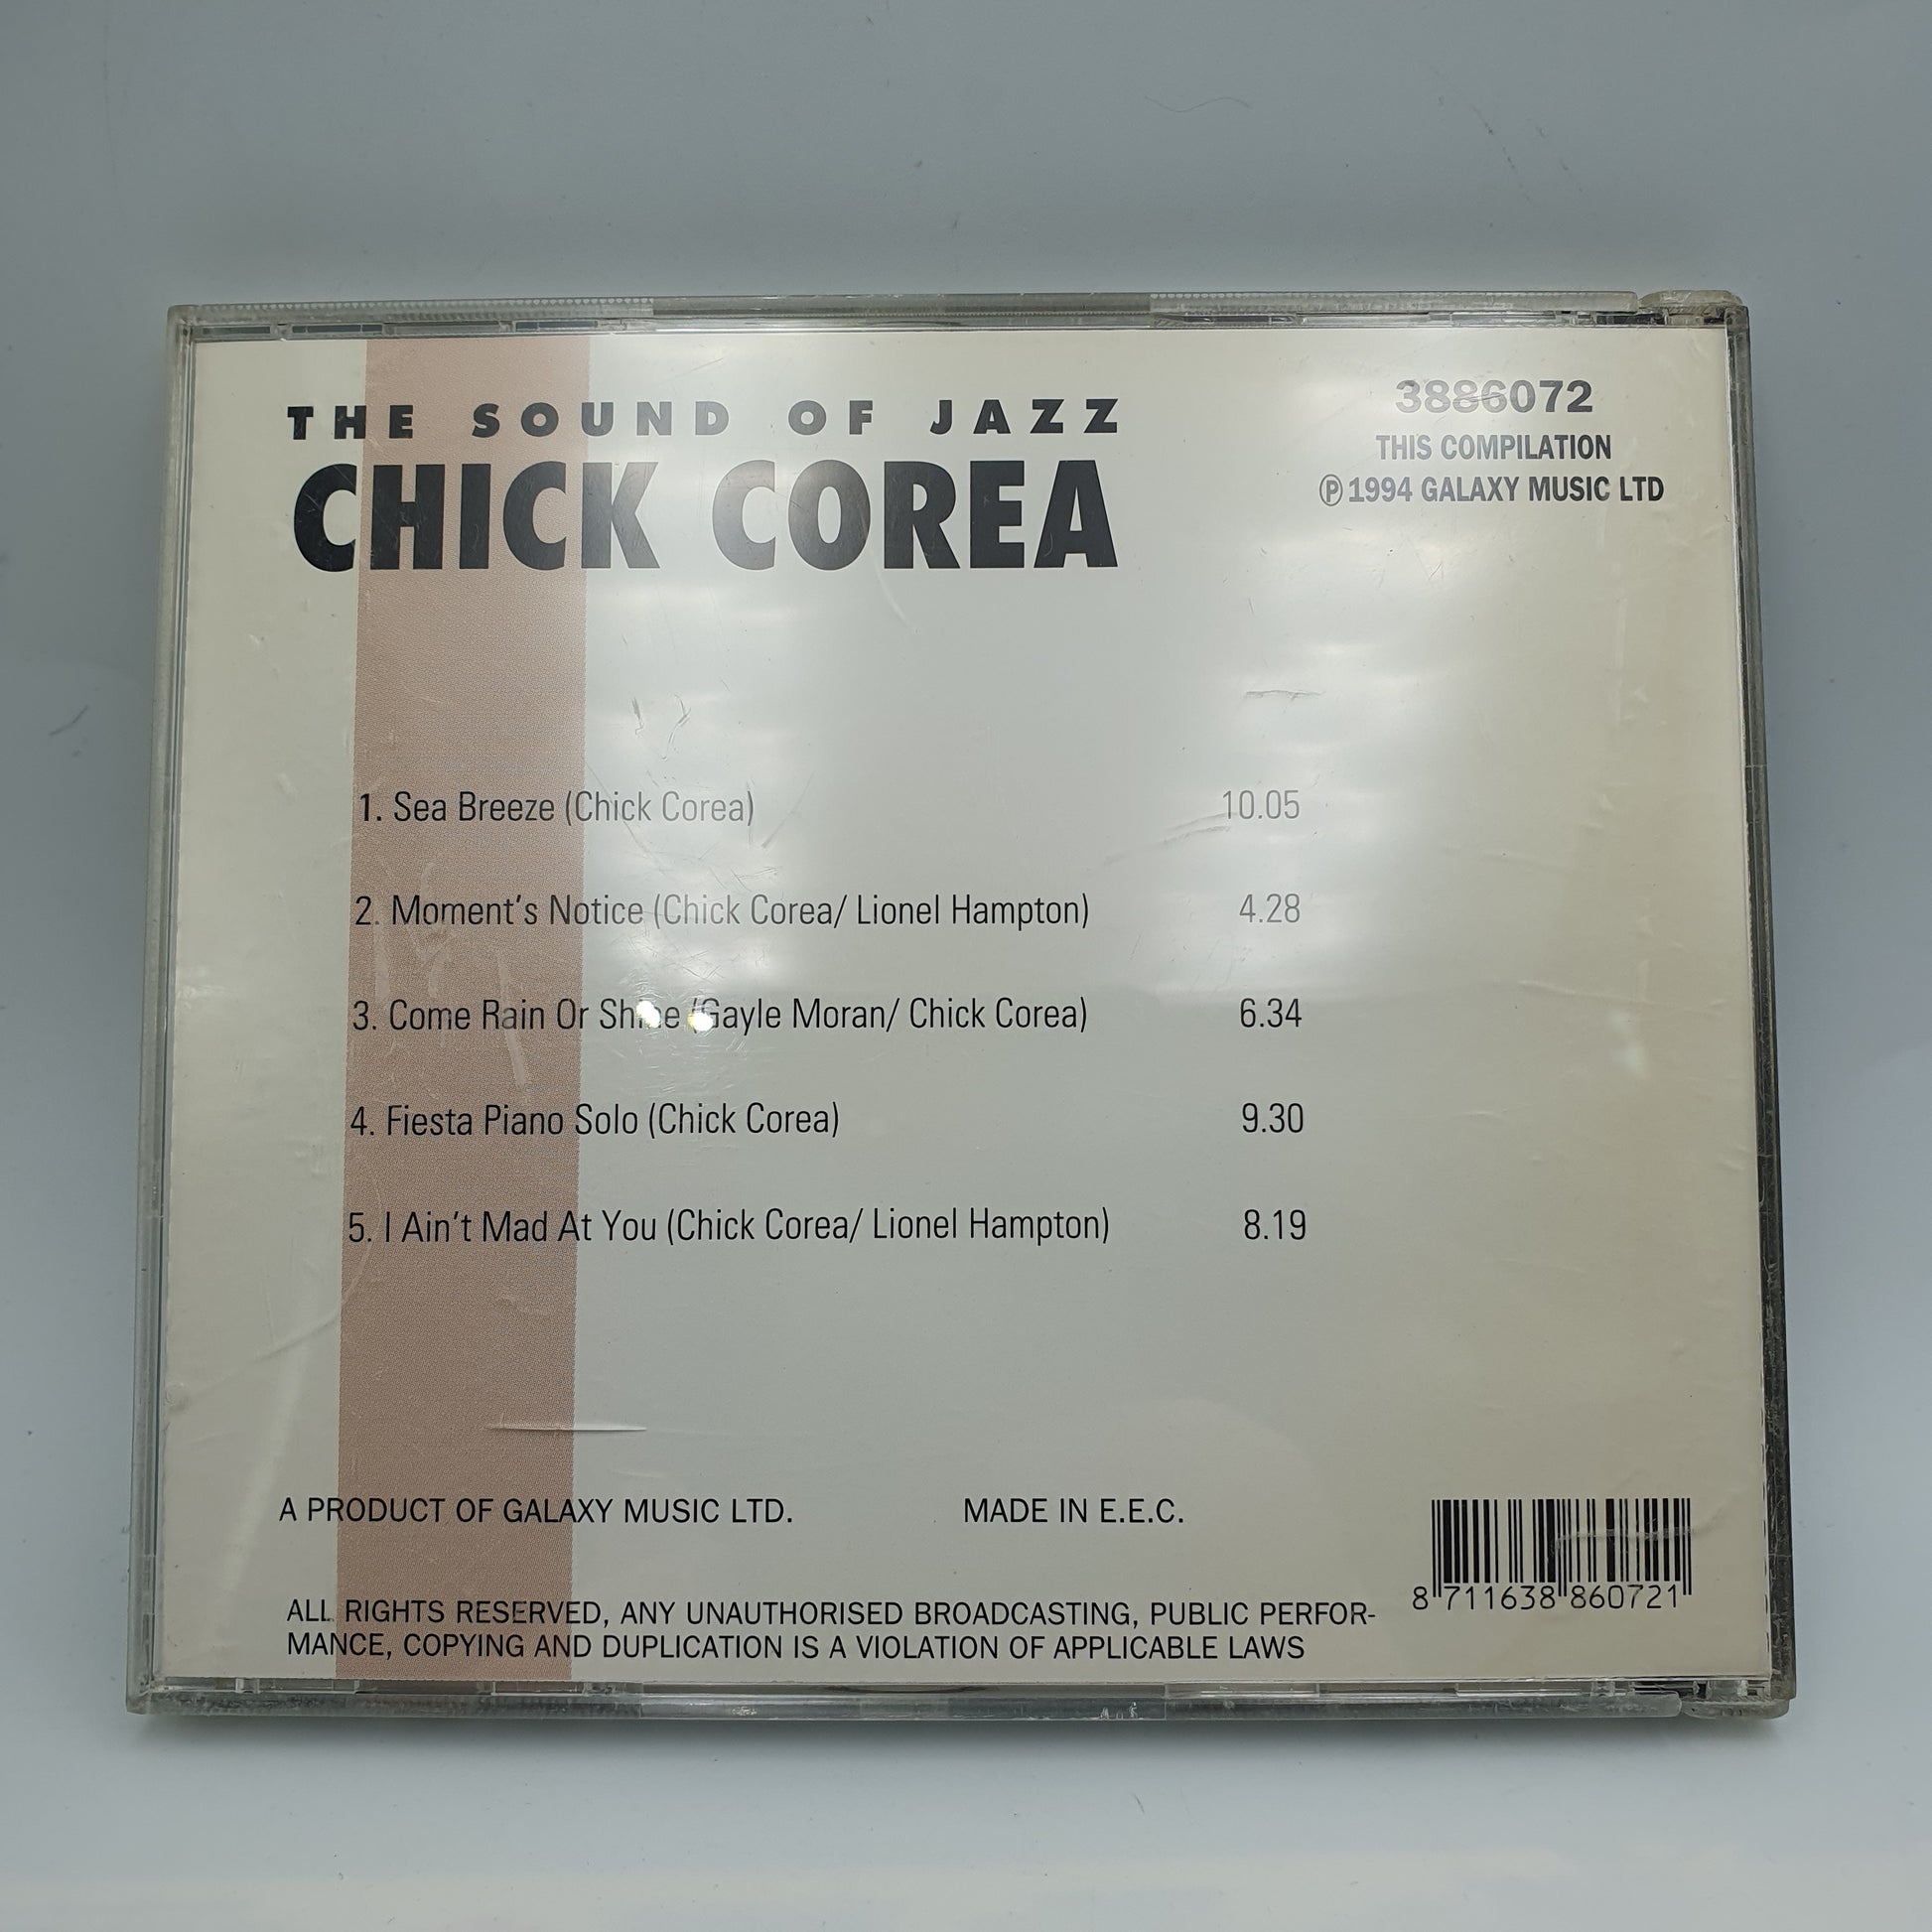 THE SOUND OF JAZZ
CHICK COREA
3886072
THIS COMPILATION
℗ 1994 GALAXY MUSIC LTD
1. Sea Breeze (Chick Corea) 10.05
2. Moment's Notice (Chick Corea/ Lionel Hampton) 4.28
3. Come Rain Or Shine (Gayle Moran/ Chick Corea) 6.34
4. Fiesta Piano Solo (Chick Corea) 9.30
5. I Ain't Mad At You (Chick Corea/ Lionel Hampton) 8.19
A PRODUCT OF GALAXY MUSIC LTD. MADE IN E.E.C.
ALL RIGHTS RESERVED, ANY UNAUTHORISED BROADCASTING, PUBLIC PERFOR-
MANCE, COPYING AND DUPLICATION IS A VIOLATION OF APPLICABLE LAWS
8 711638 860721